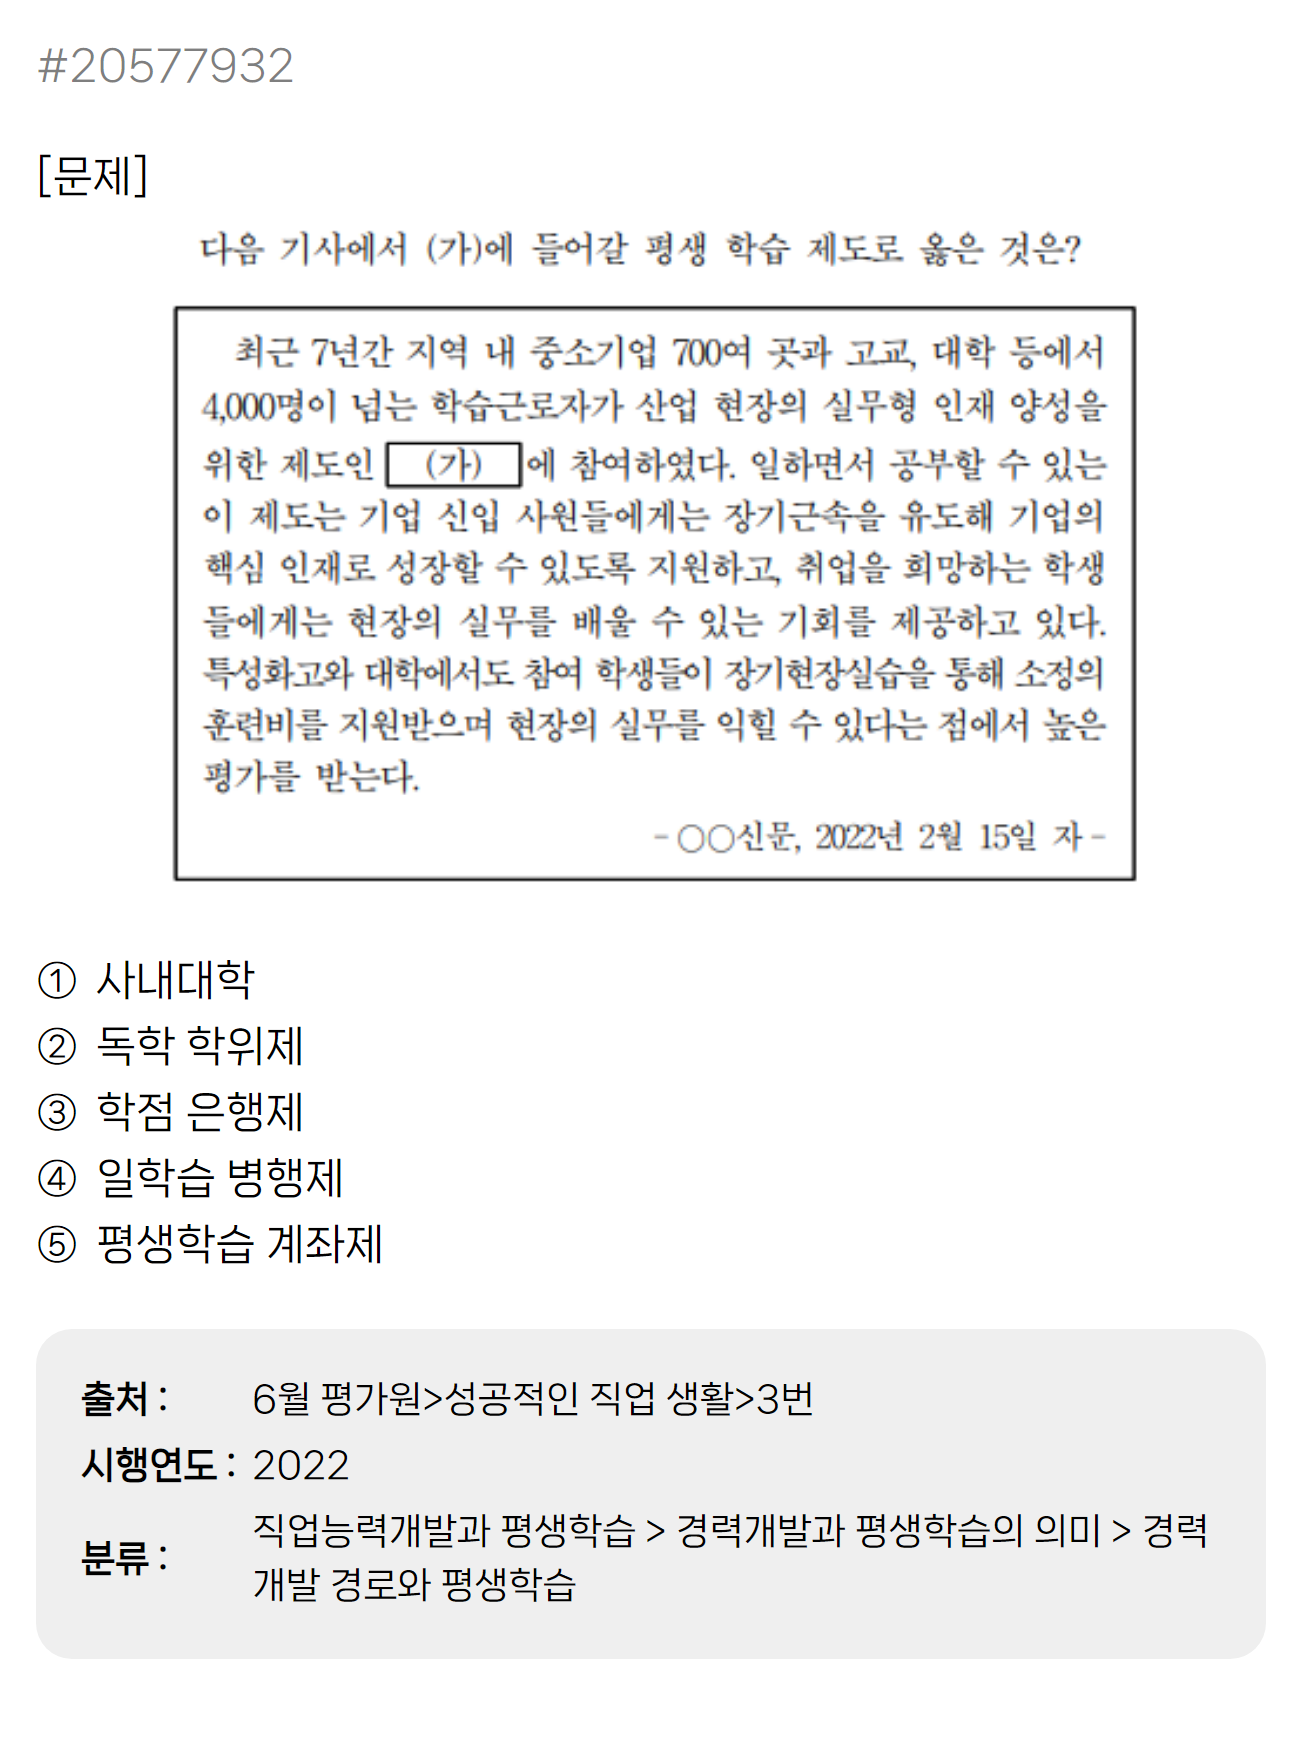 #20577932
[문제]
다음 기사에서 (가)에 들어갈 평생 학습 제도로 옳은 것은?
최근 7년간 지역 내 중소기업 700여 곳과 고교, 대학 등에서
4,000명이 넘는 학습근로자가 산업 현장의 실무형 인재 양성을
위한 제도인 (가) 에 참여하였다. 일하면서 공부할 수 있는
이 제도는 기업 신입 사원들에게는 장기근속을 유도해 기업의
핵심 인재로 성장할 수 있도록 지원하고, 취업을 희망하는 학생
들에게는 현장의 실무를 배울 수 있는 기회를 제공하고 있다.
특성화고와 대학에서도 참여 학생들이 장기현장실습을 통해 소정의
훈련비를 지원받으며 현장의 실무를 익힐 수 있다는 점에서 높은
평가를 받는다.
- ○○신문, 2022년 2월 15일 자 -
① 사내대학
② 독학 학위제
③ 학점 은행제
④ 일학습 병행제
⑤ 평생학습 계좌제
출처 : 6월 평가원>성공적인 직업 생활>3번
시행연도 : 2022
분류 : 직업능력개발과 평생학습 > 경력개발과 평생학습의 의미 > 경력
개발 경로와 평생학습